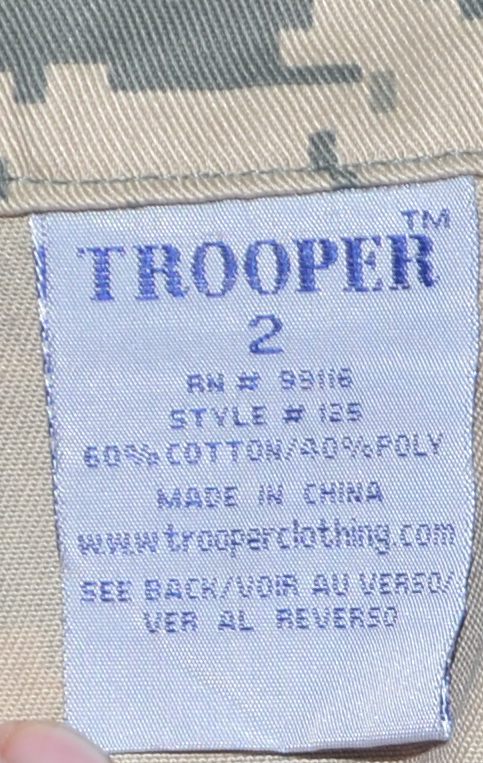 TROOPER™
2
RN # 99116
STYLE # 125
60% COTTON/40% POLY
MADE IN CHINA
www.trooperclothing.com
SEE BACK/VOIR AU VERSO/
VER AL REVERSO